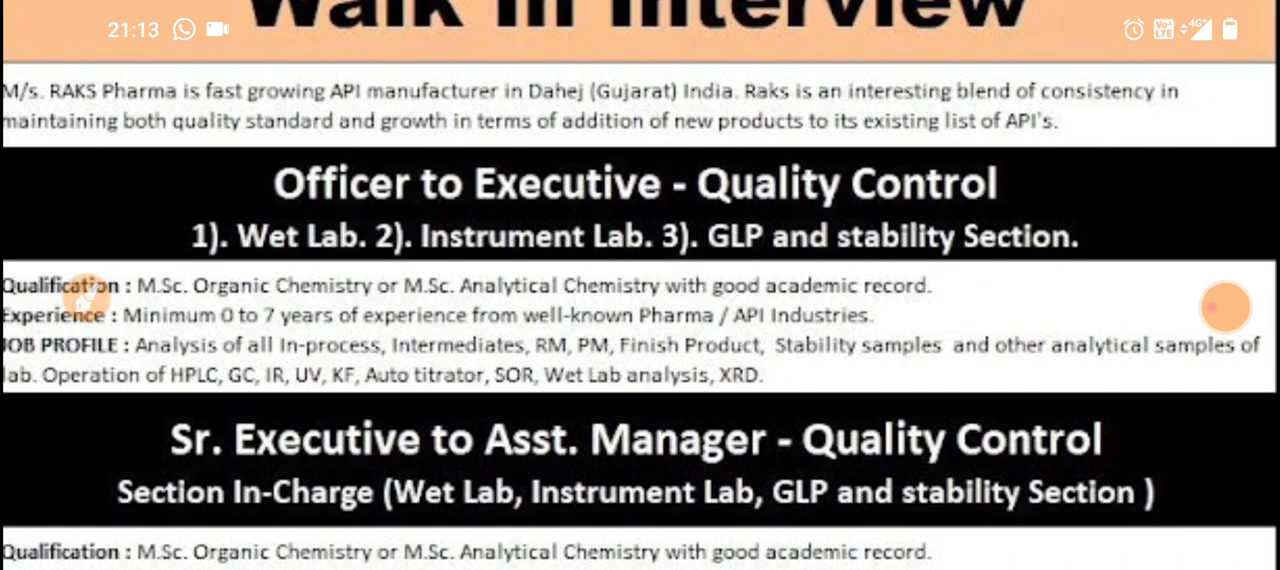 Walk in Interview
21:13
Vo LTE 4G+
M/s. RAKS Pharma is fast growing API manufacturer in Dahej (Gujarat) India. Raks is an interesting blend of consistency in
maintaining both quality standard and growth in terms of addition of new products to its existing list of API's.
Officer to Executive - Quality Control
1). Wet Lab. 2). Instrument Lab. 3). GLP and stability Section.
Qualification : M.Sc. Organic Chemistry or M.Sc. Analytical Chemistry with good academic record.
Experience : Minimum 0 to 7 years of experience from well-known Pharma / API Industries.
JOB PROFILE : Analysis of all In-process, Intermediates, RM, PM, Finish Product, Stability samples and other analytical samples of
lab. Operation of HPLC, GC, IR, UV, KF, Auto titrator, SOR, Wet Lab analysis, XRD.
Sr. Executive to Asst. Manager - Quality Control
Section In-Charge (Wet Lab, Instrument Lab, GLP and stability Section )
Qualification : M.Sc. Organic Chemistry or M.Sc. Analytical Chemistry with good academic record.